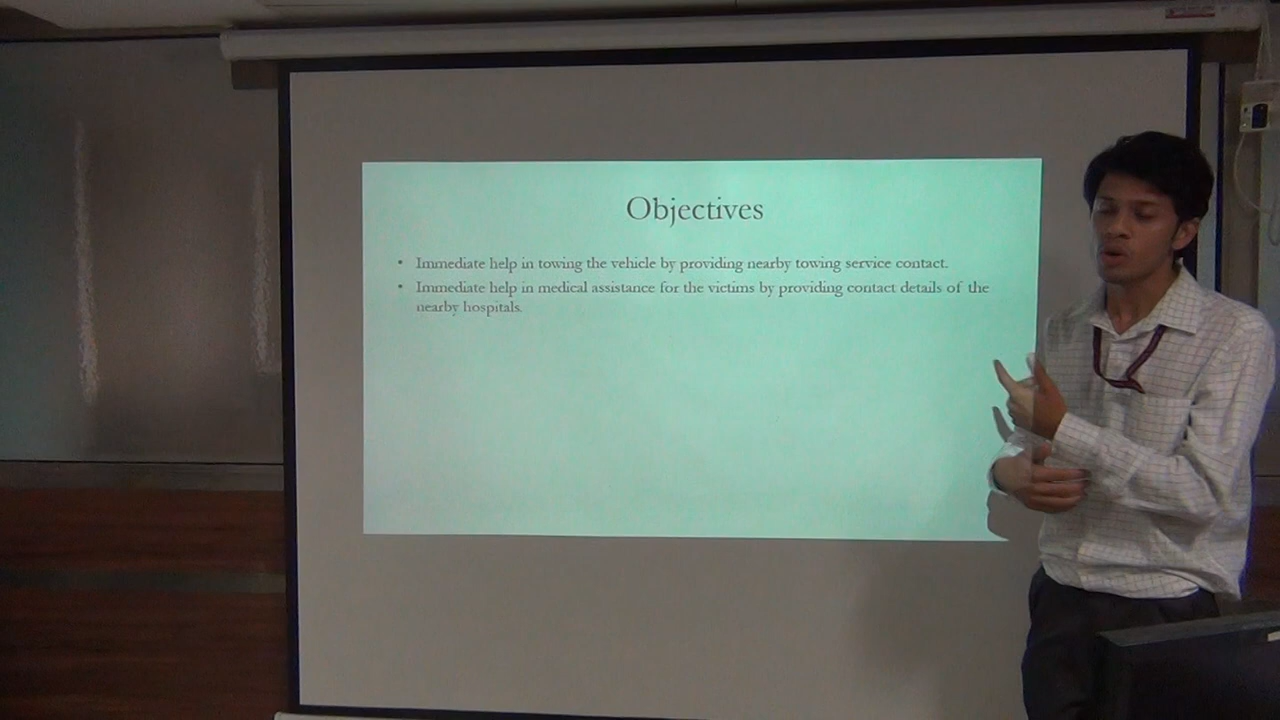 Objectives
• Immediate help in towing the vehicle by providing nearby towing service contact.
• Immediate help in medical assistance for the victims by providing contact details of the
nearby hospitals.